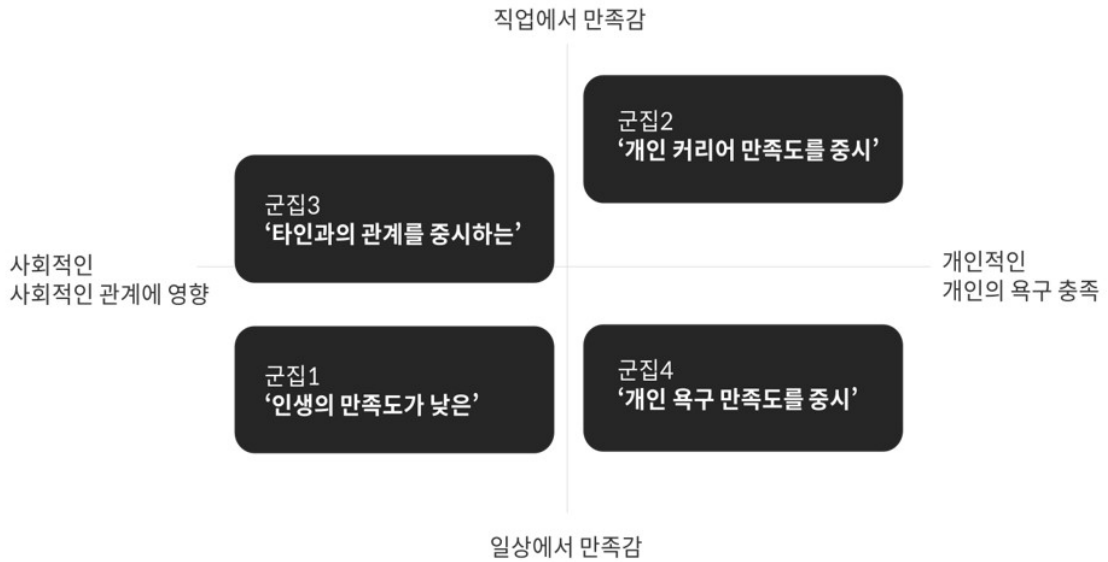 직업에서 만족감
군집2
‘개인 커리어 만족도를 중시’
군집3
‘타인과의 관계를 중시하는’
사회적인
사회적인 관계에 영향
개인적인
개인의 욕구 충족
군집1
‘인생의 만족도가 낮은’
군집4
‘개인 욕구 만족도를 중시’
일상에서 만족감